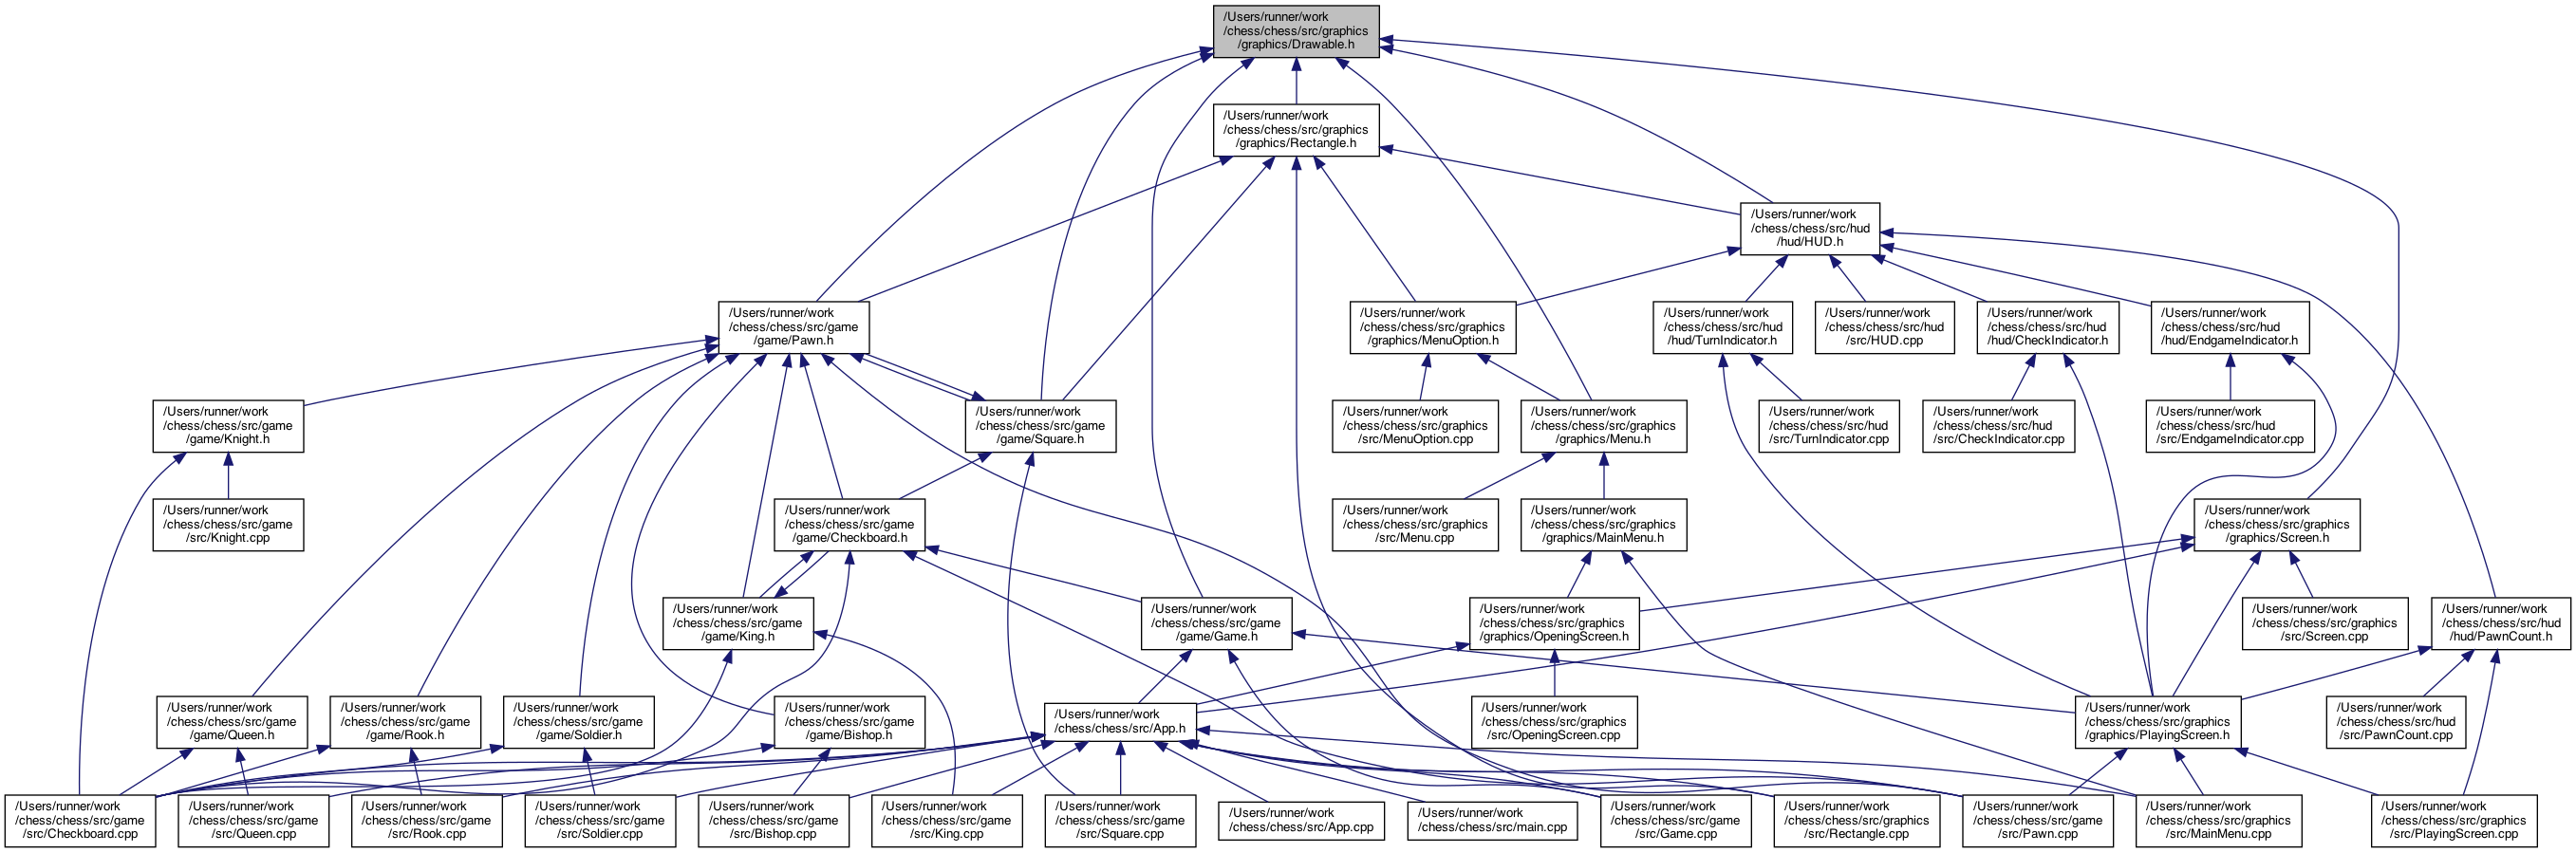 /Users/runner/work
/chess/chess/src/graphics
/graphics/Drawable.h
/Users/runner/work
/chess/chess/src/graphics
/graphics/Rectangle.h
/Users/runner/work
/chess/chess/src/hud
/hud/HUD.h
/Users/runner/work
/chess/chess/src/game
/game/Pawn.h
/Users/runner/work
/chess/chess/src/graphics
/graphics/MenuOption.h
/Users/runner/work
/chess/chess/src/hud
/hud/TurnIndicator.h
/Users/runner/work
/chess/chess/src/hud
/src/HUD.cpp
/Users/runner/work
/chess/chess/src/hud
/hud/CheckIndicator.h
/Users/runner/work
/chess/chess/src/hud
/hud/EndgameIndicator.h
/Users/runner/work
/chess/chess/src/game
/game/Knight.h
/Users/runner/work
/chess/chess/src/game
/game/Square.h
/Users/runner/work
/chess/chess/src/graphics
/src/MenuOption.cpp
/Users/runner/work
/chess/chess/src/graphics
/graphics/Menu.h
/Users/runner/work
/chess/chess/src/hud
/src/TurnIndicator.cpp
/Users/runner/work
/chess/chess/src/hud
/src/CheckIndicator.cpp
/Users/runner/work
/chess/chess/src/hud
/src/EndgameIndicator.cpp
/Users/runner/work
/chess/chess/src/game
/src/Knight.cpp
/Users/runner/work
/chess/chess/src/game
/game/Checkboard.h
/Users/runner/work
/chess/chess/src/graphics
/src/Menu.cpp
/Users/runner/work
/chess/chess/src/graphics
/graphics/MainMenu.h
/Users/runner/work
/chess/chess/src/graphics
/graphics/Screen.h
/Users/runner/work
/chess/chess/src/game
/game/King.h
/Users/runner/work
/chess/chess/src/game
/game/Game.h
/Users/runner/work
/chess/chess/src/graphics
/graphics/OpeningScreen.h
/Users/runner/work
/chess/chess/src/graphics
/src/Screen.cpp
/Users/runner/work
/chess/chess/src/hud
/hud/PawnCount.h
/Users/runner/work
/chess/chess/src/game
/game/Queen.h
/Users/runner/work
/chess/chess/src/game
/game/Rook.h
/Users/runner/work
/chess/chess/src/game
/game/Soldier.h
/Users/runner/work
/chess/chess/src/game
/game/Bishop.h
/Users/runner/work
/chess/chess/src/App.h
/Users/runner/work
/chess/chess/src/graphics
/src/OpeningScreen.cpp
/Users/runner/work
/chess/chess/src/graphics
/graphics/PlayingScreen.h
/Users/runner/work
/chess/chess/src/hud
/src/PawnCount.cpp
/Users/runner/work
/chess/chess/src/game
/src/Checkboard.cpp
/Users/runner/work
/chess/chess/src/game
/src/Queen.cpp
/Users/runner/work
/chess/chess/src/game
/src/Rook.cpp
/Users/runner/work
/chess/chess/src/game
/src/Soldier.cpp
/Users/runner/work
/chess/chess/src/game
/src/Bishop.cpp
/Users/runner/work
/chess/chess/src/game
/src/King.cpp
/Users/runner/work
/chess/chess/src/game
/src/Square.cpp
/Users/runner/work
/chess/chess/src/App.cpp
/Users/runner/work
/chess/chess/src/main.cpp
/Users/runner/work
/chess/chess/src/game
/src/Game.cpp
/Users/runner/work
/chess/chess/src/graphics
/src/Rectangle.cpp
/Users/runner/work
/chess/chess/src/game
/src/Pawn.cpp
/Users/runner/work
/chess/chess/src/graphics
/src/MainMenu.cpp
/Users/runner/work
/chess/chess/src/graphics
/src/PlayingScreen.cpp